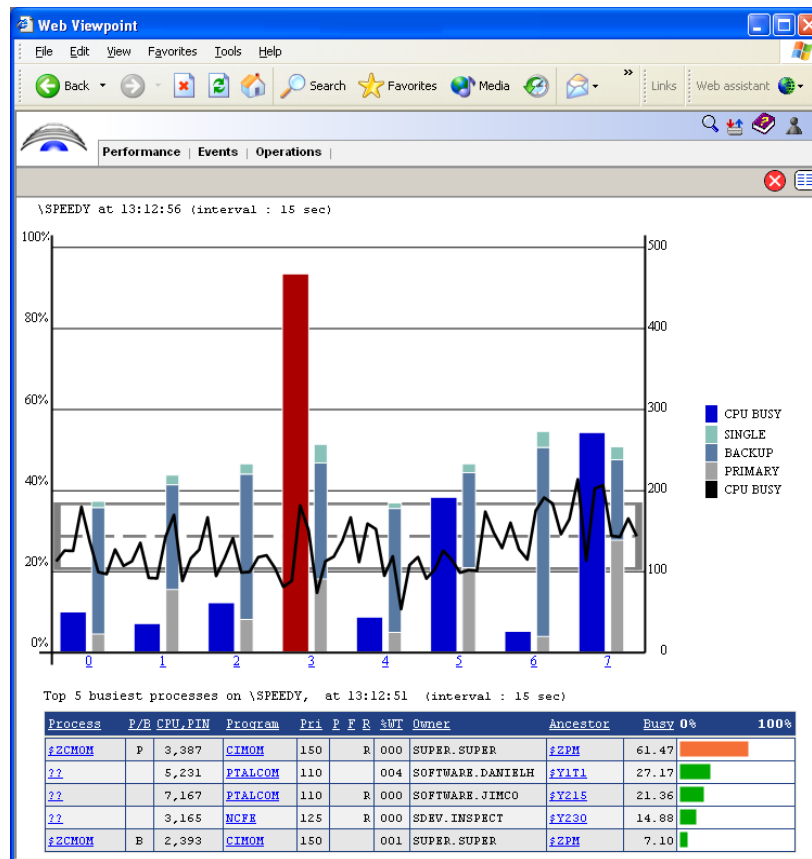 Web Viewpoint
File Edit View Favorites Tools Help
Back Search Favorites Media » Links Web assistant
Performance | Events | Operations |
\SPEEDY at 13:12:56 (interval : 15 sec)
100% 500
80% 400
60% 300
CPU BUSY
SINGLE
BACKUP
PRIMARY
CPU BUSY
40% 200
20% 100
0% 0
0 1 2 3 4 5 6 7
Top 5 busiest processes on \SPEEDY, at 13:12:51 (interval : 15 sec)
Process P/B CPU,PIN Program Pri P F R %WT Owner Ancestor Busy 0% 100%
$ZCMOM P 3,387 CIMOM 150 R 000 SUPER.SUPER $ZPM 61.47
?? 5,231 PTALCOM 110 004 SOFTWARE.DANIELH $Y1T1 27.17
?? 7,167 PTALCOM 110 R 000 SOFTWARE.JIMCO $Y215 21.36
?? 3,165 NCFE 125 R 000 SDEV.INSPECT $Y230 14.88
$ZCMOM B 2,393 CIMOM 150 001 SUPER.SUPER $ZPM 7.10